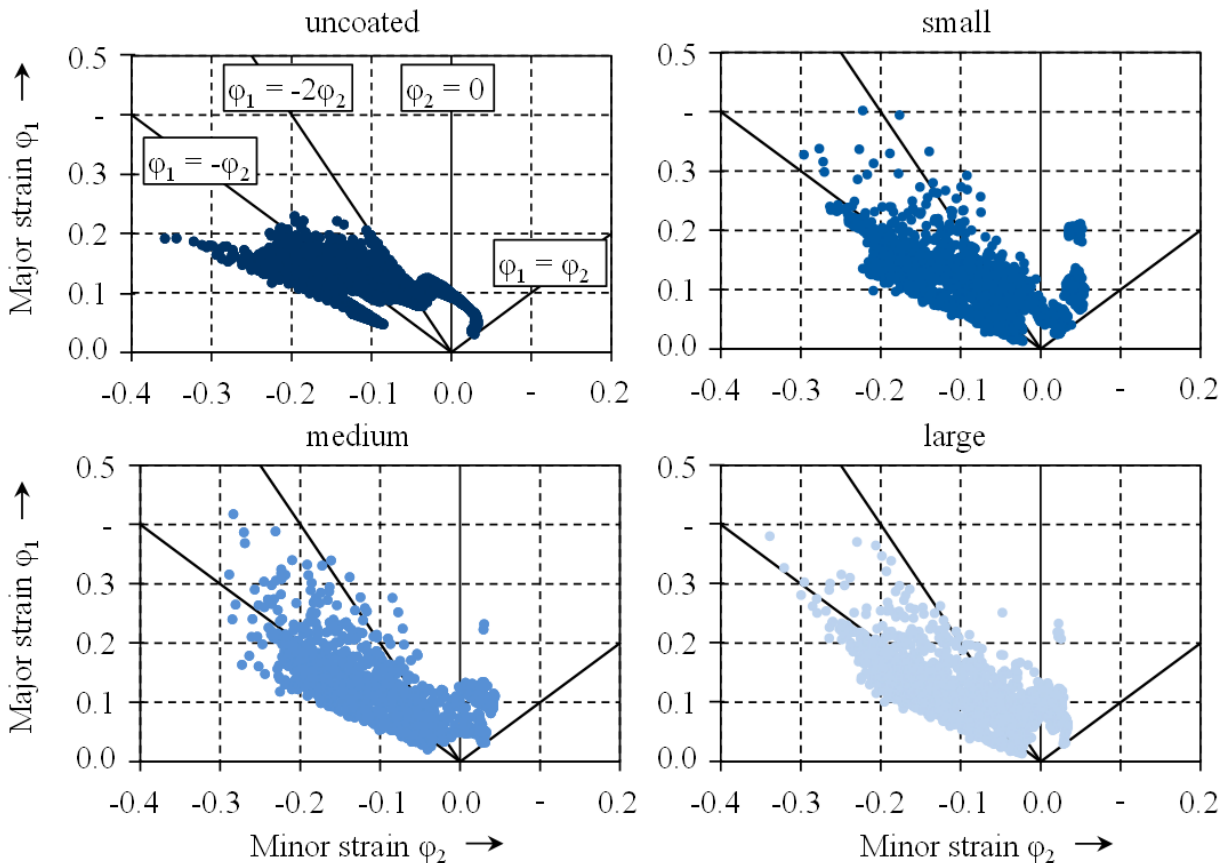 uncoated
small
0.5
φ₁ = -2φ₂
φ₂ = 0
-
φ₁ = -φ₂
0.3
0.2
φ₁ = φ₂
0.1
0.0
Major strain φ₁ →
-0.4 -0.3 -0.2 -0.1 -0.0 - 0.2
0.5
-
0.3
0.2
0.1
0.0
-0.4 -0.3 -0.2 -0.1 -0.0 - 0.2
medium
large
0.5
-
0.3
0.2
0.1
0.0
Major strain φ₁ →
-0.4 -0.3 -0.2 -0.1 -0.0 - 0.2
Minor strain φ₂ →
0.5
-
0.3
0.2
0.1
0.0
-0.4 -0.3 -0.2 -0.1 -0.0 - 0.2
Minor strain φ₂ →